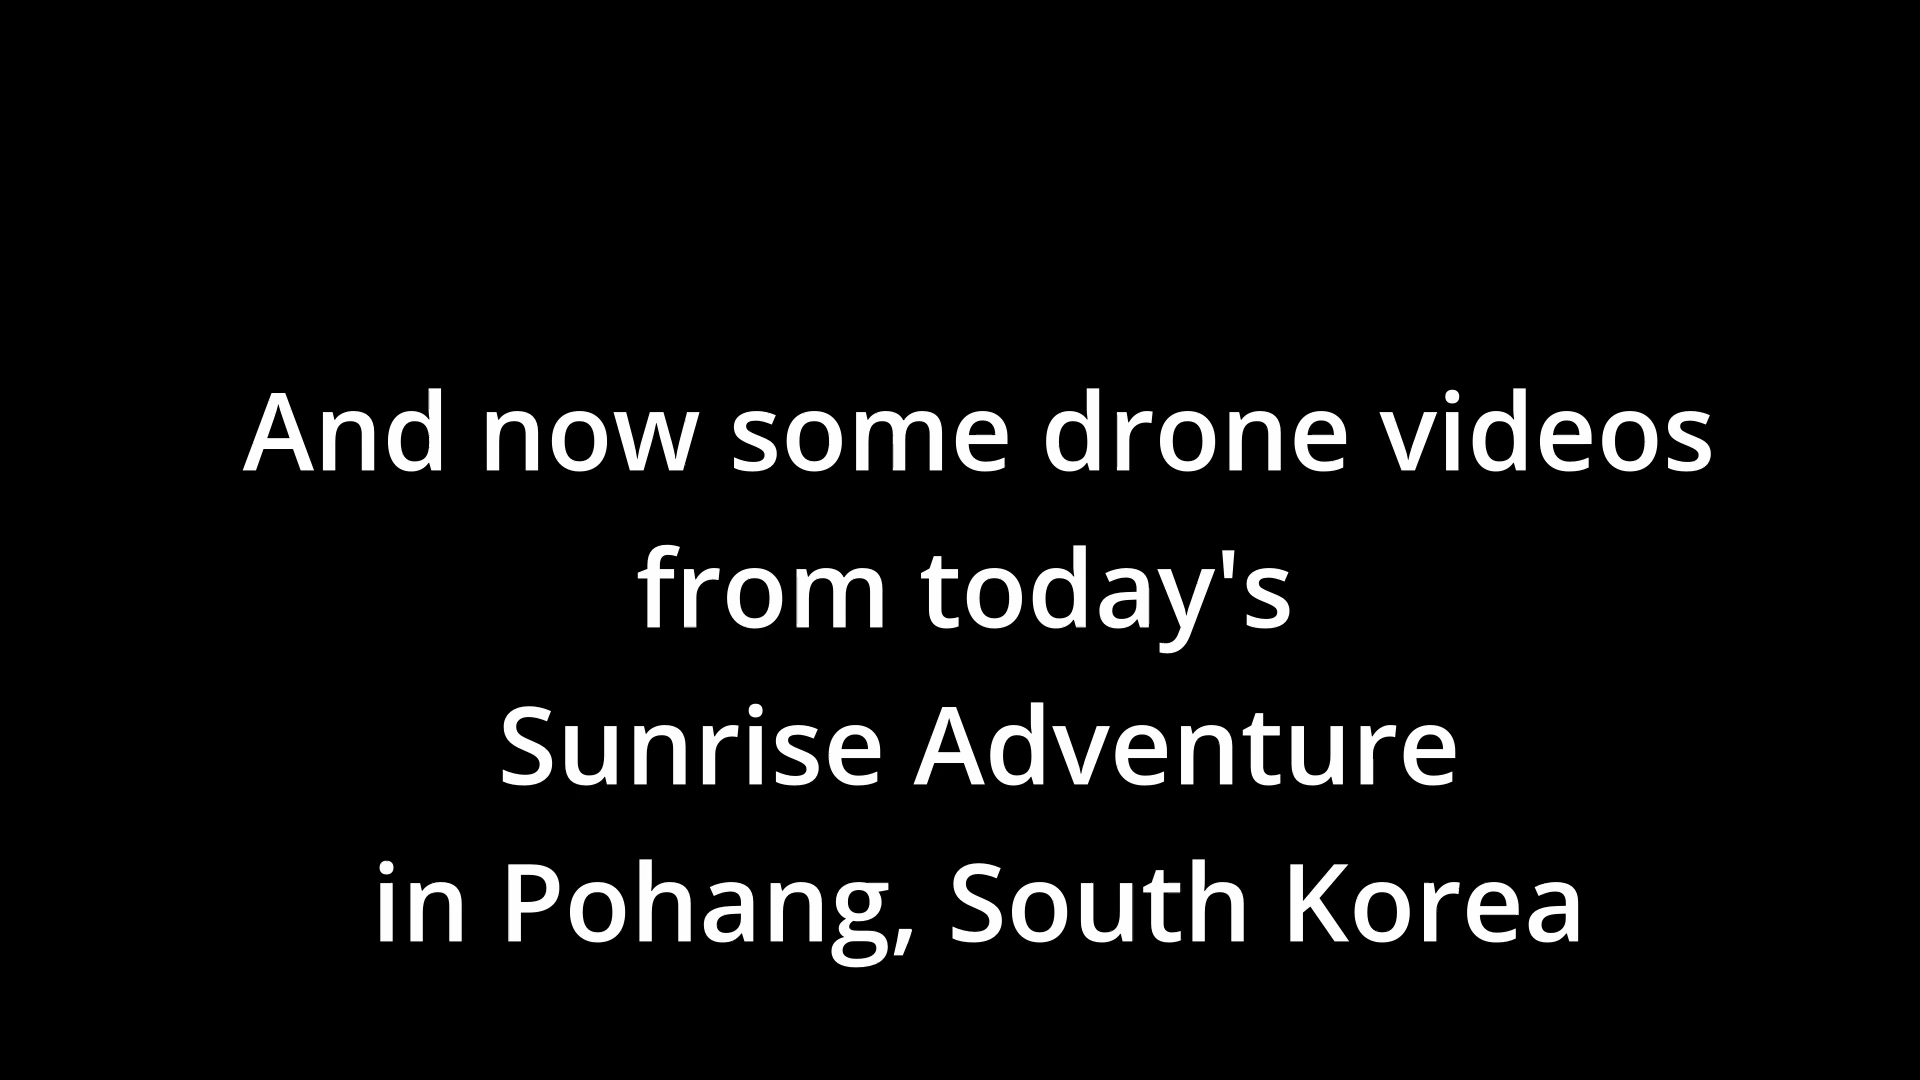 And now some drone videos
from today's
Sunrise Adventure
in Pohang, South Korea